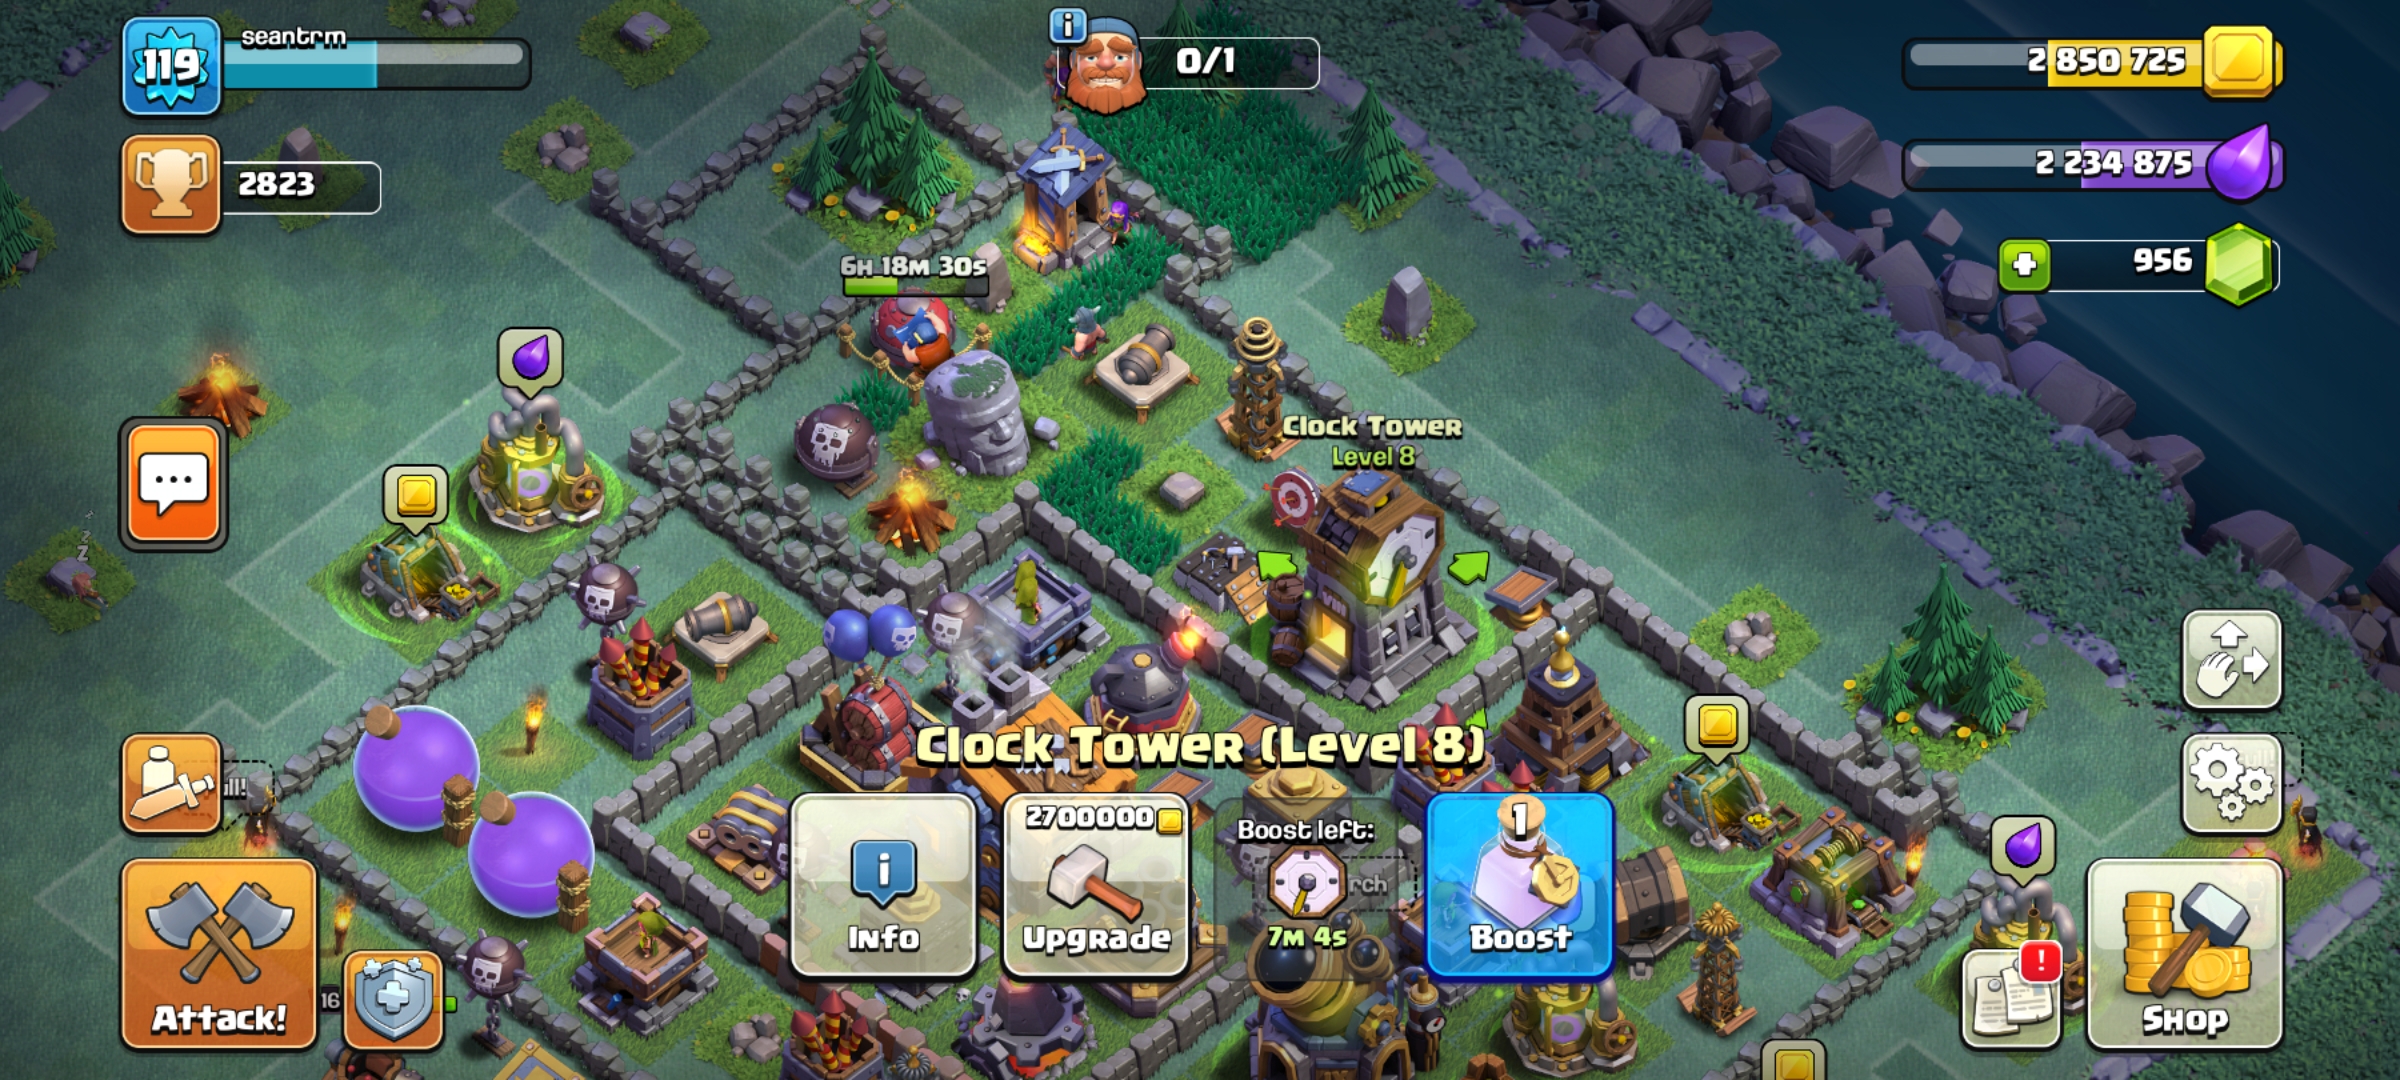 119
seantrm
0/1
2 850 725
2823
2 234 875
956
6H 18M 30S
Clock Tower
Level 8
VIII
Clock Tower (Level 8)
2700000
Info
Upgrade
Boost left:
7M 4S
1
Boost
Attack!
16
!
Shop